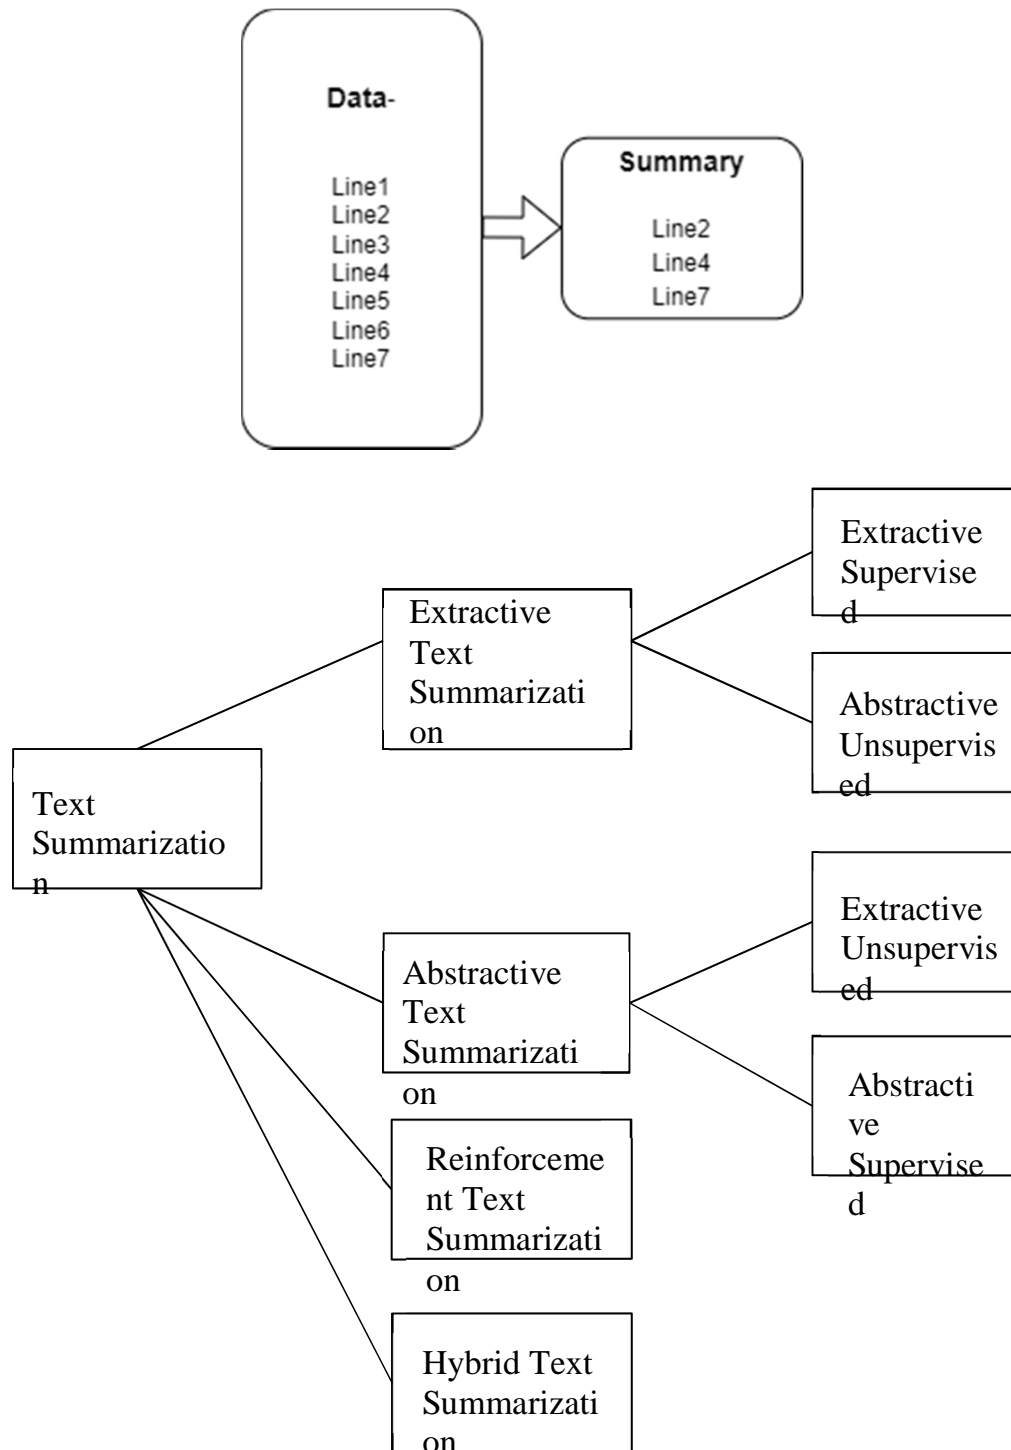 Data-
Line1
Line2
Line3
Line4
Line5
Line6
Line7
Summary
Line2
Line4
Line7
Text
Summarizatio
n
Extractive
Text
Summarizati
on
Extractive
Supervise
d
Abstractive
Unsupervis
ed
Abstractive
Text
Summarizati
on
Extractive
Unsupervis
ed
Abstracti
ve
Supervise
d
Reinforceme
nt Text
Summarizati
on
Hybrid Text
Summarizati
on